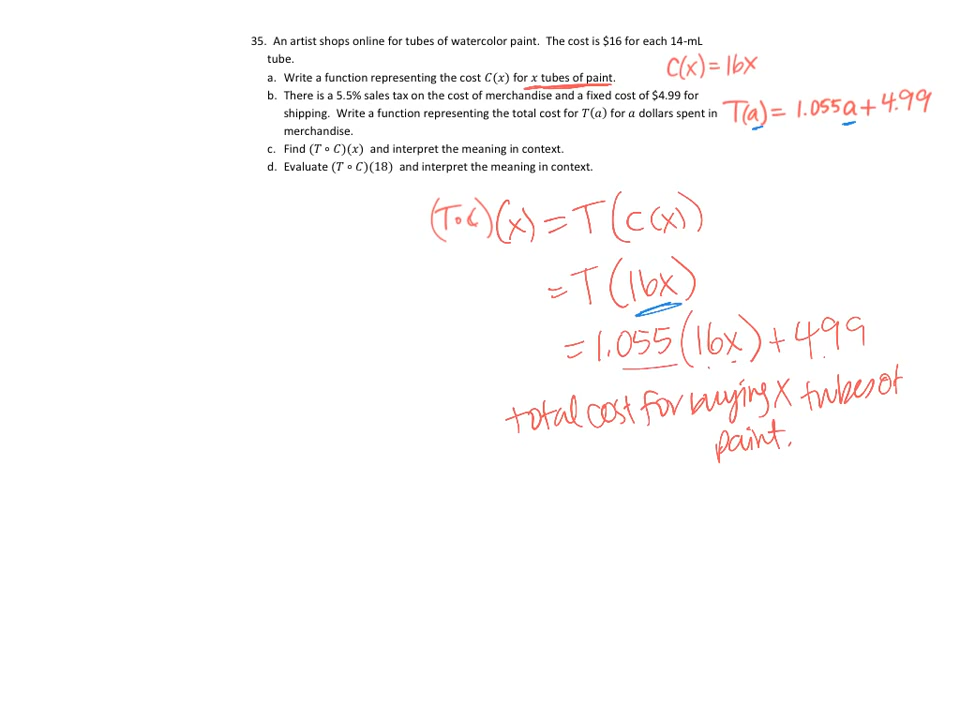 35. An artist shops online for tubes of watercolor paint. The cost is $16 for each 14-mL
tube.
a. Write a function representing the cost C(x) for x tubes of paint.
C(x) = 16x
b. There is a 5.5% sales tax on the cost of merchandise and a fixed cost of $4.99 for
shipping. Write a function representing the total cost for T(a) for a dollars spent in
merchandise.
T(a) = 1.055a + 4.99
c. Find (T ∘ C)(x) and interpret the meaning in context.
d. Evaluate (T ∘ C)(18) and interpret the meaning in context.
(T∘C)(x) = T(C(x))
= T(16x)
= 1.055(16x) + 4.99
total cost for buying x tubes of
paint.